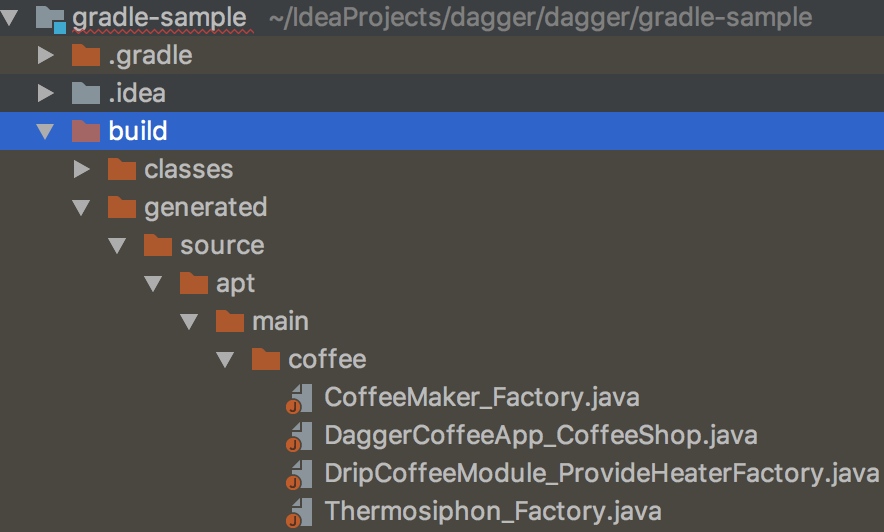 gradle-sample ~/IdeaProjects/dagger/dagger/gradle-sample
.gradle
.idea
build
classes
generated
source
apt
main
coffee
CoffeeMaker_Factory.java
DaggerCoffeeApp_CoffeeShop.java
DripCoffeeModule_ProvideHeaterFactory.java
Thermosiphon_Factory.java